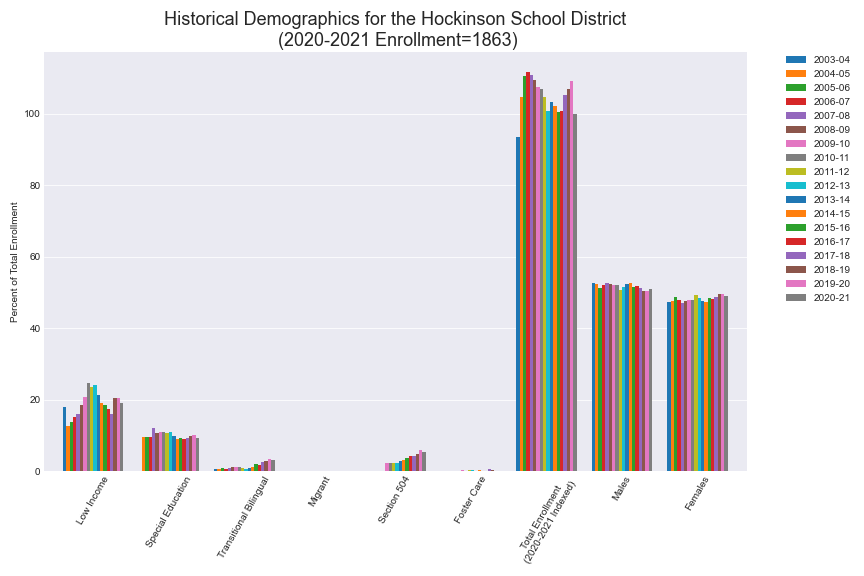 Historical Demographics for the Hockinson School District
(2020-2021 Enrollment=1863)
Percent of Total Enrollment
100
80
60
40
20
0
Low Income
Special Education
Transitional Bilingual
Migrant
Section 504
Foster Care
Total Enrollment
(2020-2021 Indexed)
Males
Females
2003-04
2004-05
2005-06
2006-07
2007-08
2008-09
2009-10
2010-11
2011-12
2012-13
2013-14
2014-15
2015-16
2016-17
2017-18
2018-19
2019-20
2020-21